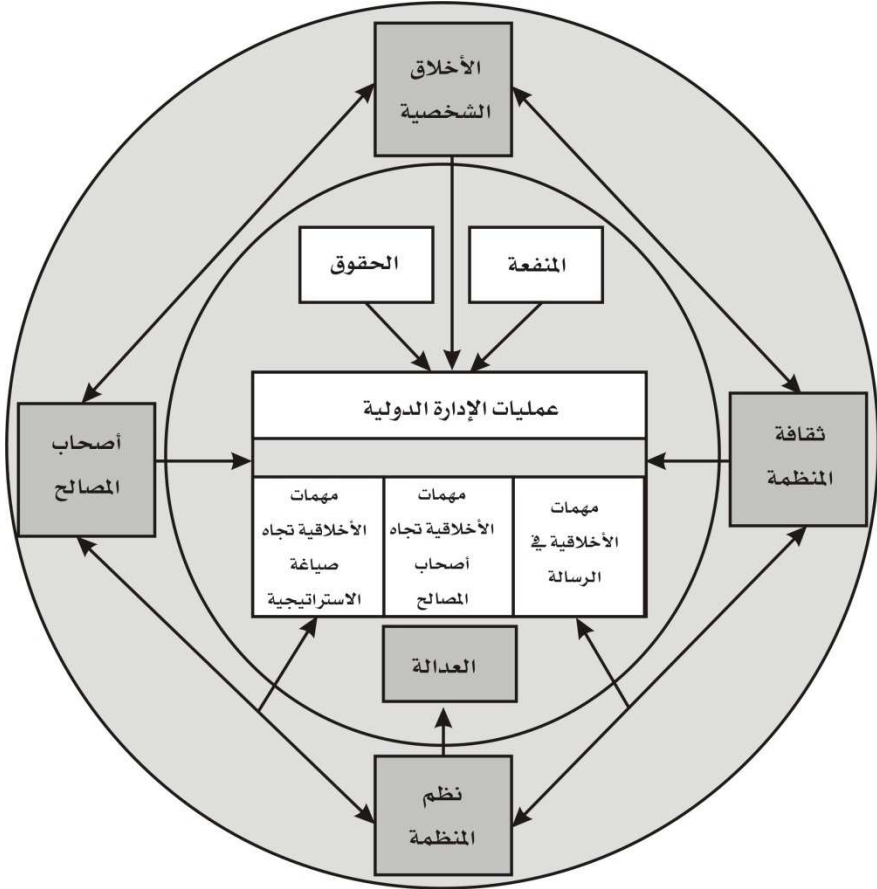 الأخلاق
الشخصية
الحقوق
المنفعة
عمليات الإدارة الدولية
ثقافة
المنظمة
أصحاب
المصالح
مهمات
الأخلاقية في
الرسالة
مهمات
الأخلاقية تجاه
أصحاب
المصالح
مهمات
الأخلاقية تجاه
صياغة
الاستراتيجية
العدالة
نظم
المنظمة